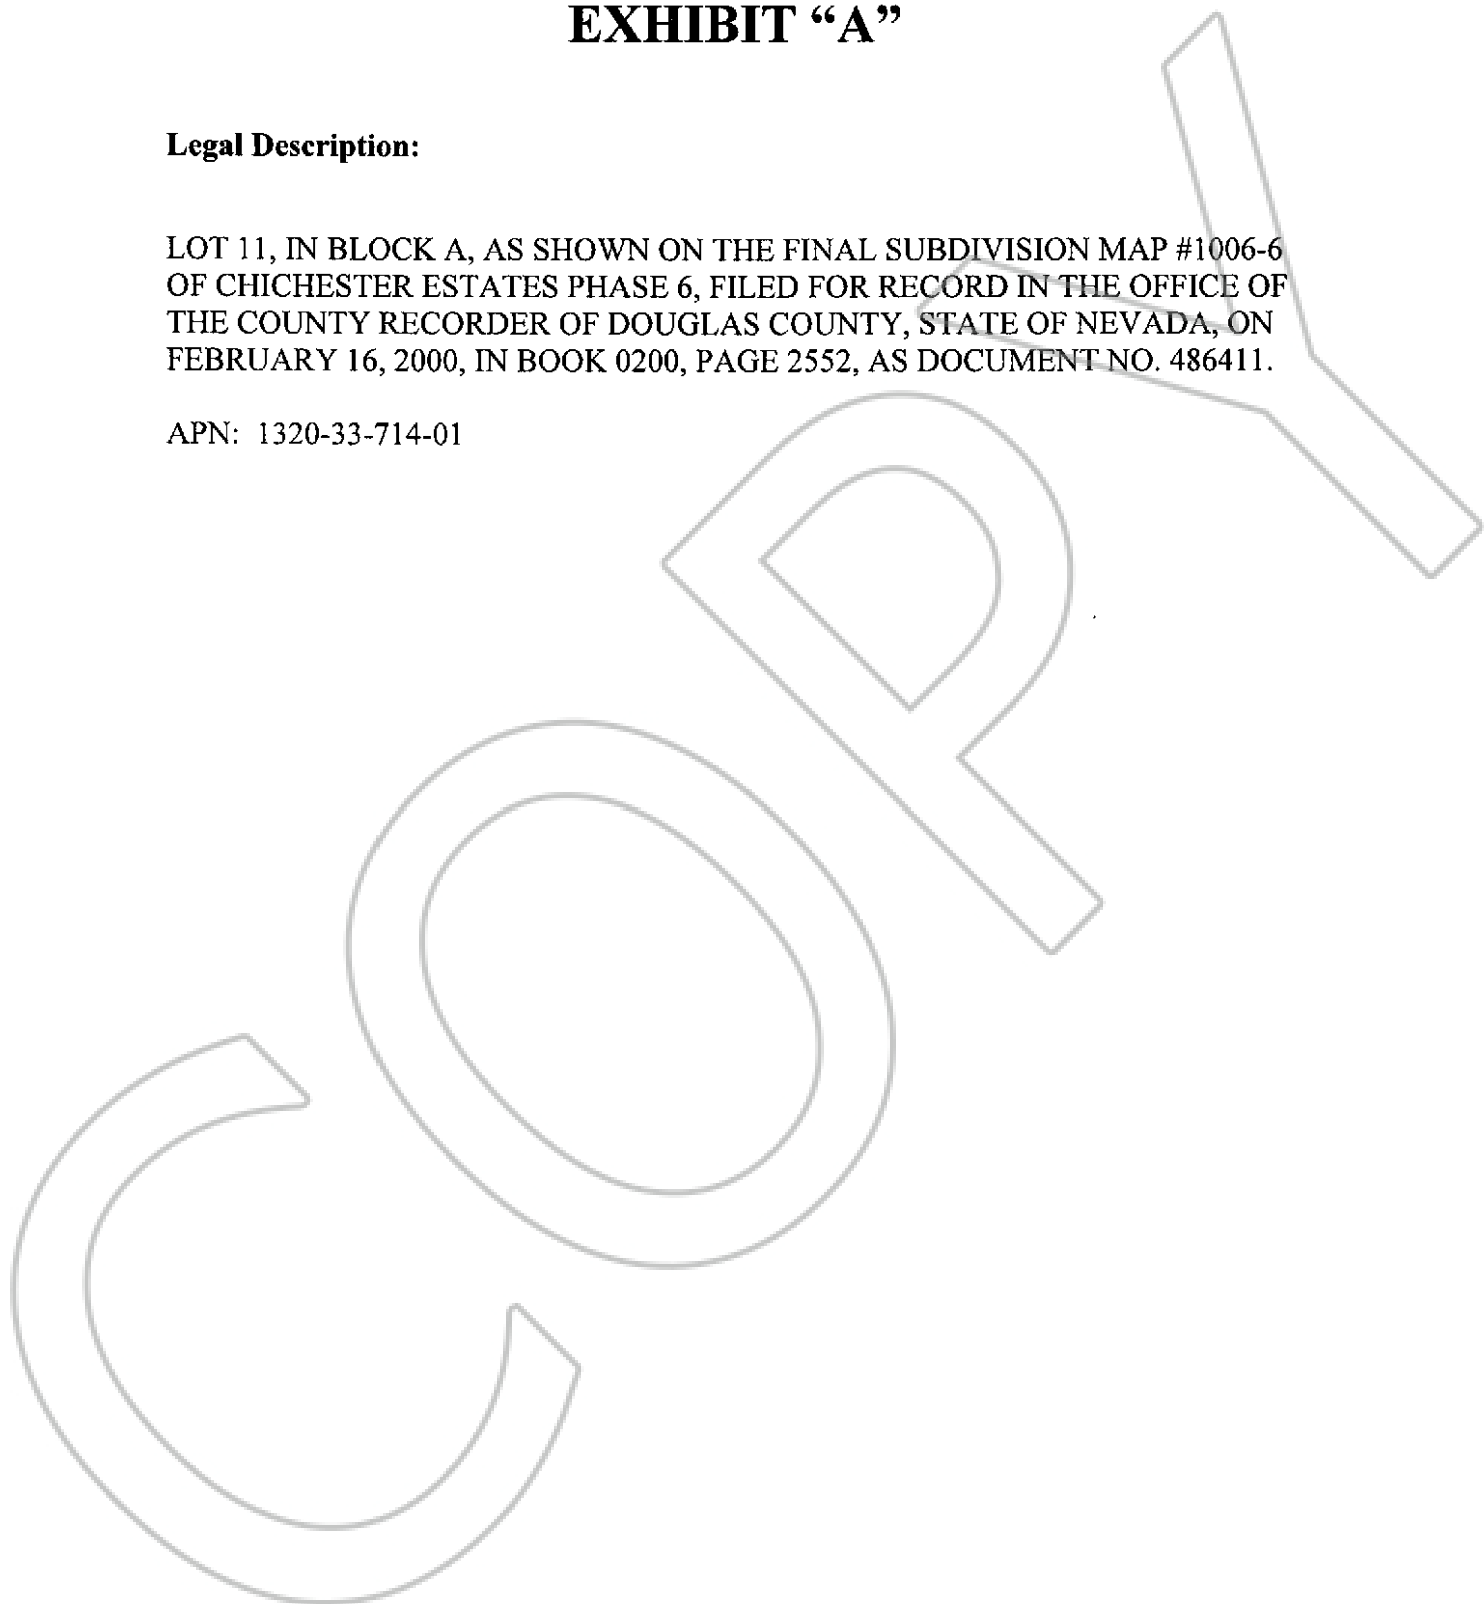 EXHIBIT “A”
Legal Description:
LOT 11, IN BLOCK A, AS SHOWN ON THE FINAL SUBDIVISION MAP #1006-6
OF CHICHESTER ESTATES PHASE 6, FILED FOR RECORD IN THE OFFICE OF
THE COUNTY RECORDER OF DOUGLAS COUNTY, STATE OF NEVADA, ON
FEBRUARY 16, 2000, IN BOOK 0200, PAGE 2552, AS DOCUMENT NO. 486411.
APN: 1320-33-714-01
COPY